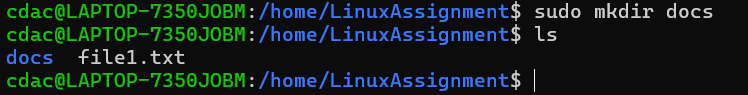 cdac@LAPTOP-7350JOBM:/home/LinuxAssignment$ sudo mkdir docs
cdac@LAPTOP-7350JOBM:/home/LinuxAssignment$ ls
docs  file1.txt
cdac@LAPTOP-7350JOBM:/home/LinuxAssignment$